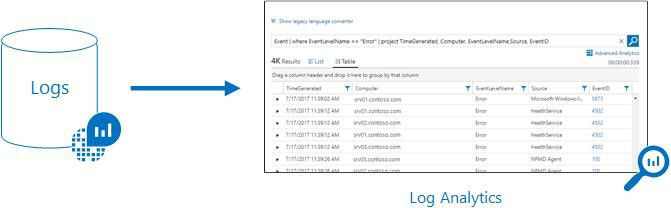 Show legacy language converter
Event | where EventLevelName == "Error" | project TimeGenerated, Computer, EventLevelName,Source, EventID
Advanced Analytics
4K Results List Table 00:00:00.339
Drag a column header and drop it here to group by that column
TimeGenerated Computer EventLevelName Source EventID
7/17/2017 11:39:02 AM srv01.contoso.com Error Microsoft-Windows-I... 5973
7/17/2017 11:39:12 AM srv01.contoso.com Error HealthService 4502
7/17/2017 11:39:12 AM srv02.contoso.com Error HealthService 4502
7/17/2017 11:39:12 AM srv03.contoso.com Error HealthService 4502
7/17/2017 11:39:26 AM srv03.contoso.com Error NPMD Agent 100
7/17/2017 11:39:26 AM srv02.contoso.com Error NPMD Agent 100
Logs
Log Analytics